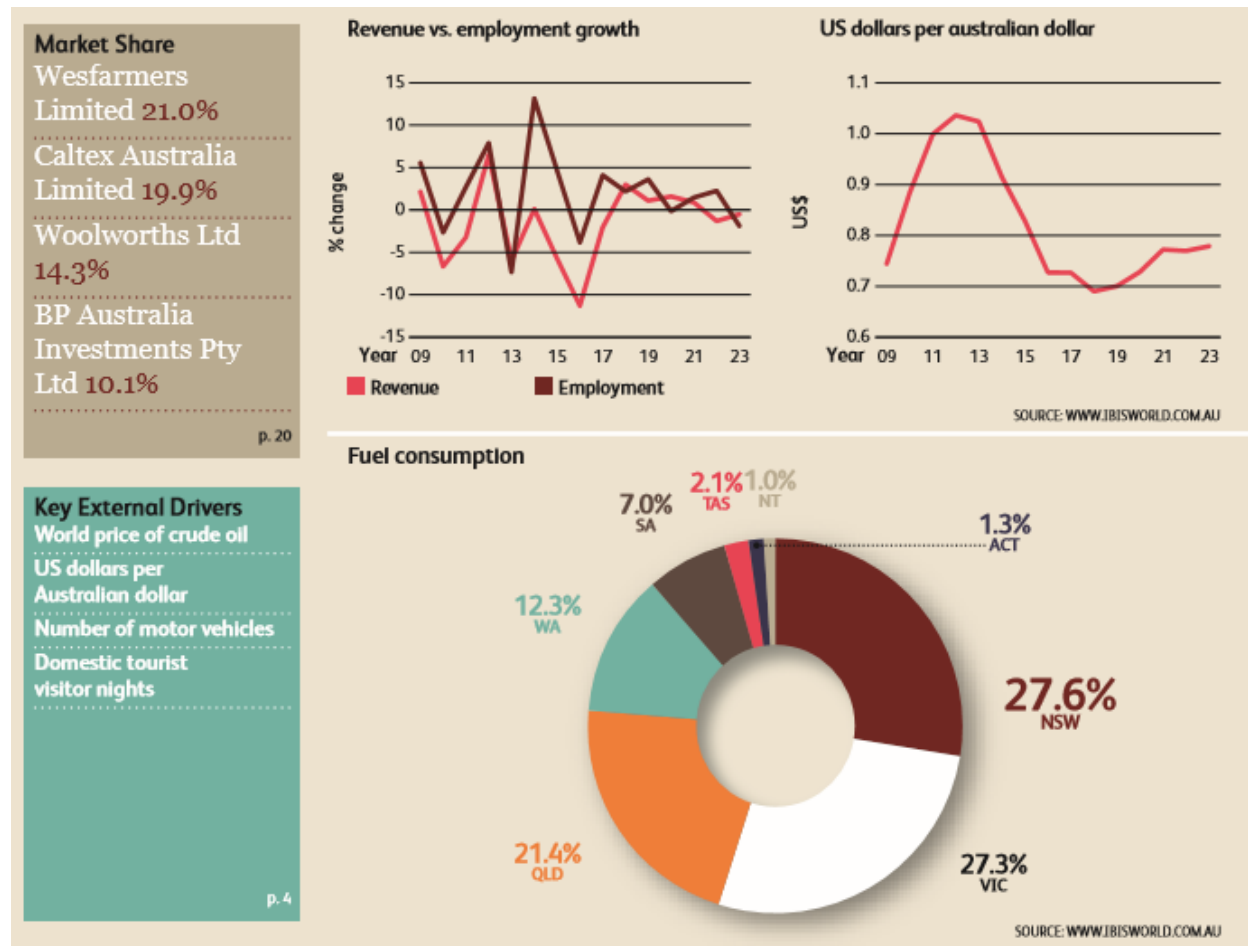 Market Share
Wesfarmers
Limited 21.0%
Caltex Australia
Limited 19.9%
Woolworths Ltd
14.3%
BP Australia
Investments Pty
Ltd 10.1%
p. 20
Key External Drivers
World price of crude oil
US dollars per
Australian dollar
Number of motor vehicles
Domestic tourist
visitor nights
p. 4
Revenue vs. employment growth
% change
15
10
5
0
-5
-10
-15
Year 09 11 13 15 17 19 21 23
Revenue Employment
US dollars per australian dollar
US$
1.1
1.0
0.9
0.8
0.7
0.6
Year 09 11 13 15 17 19 21 23
SOURCE: WWW.IBISWORLD.COM.AU
Fuel consumption
7.0%
SA
2.1%
TAS
1.0%
NT
1.3%
ACT
12.3%
WA
27.6%
NSW
21.4%
QLD
27.3%
VIC
SOURCE: WWW.IBISWORLD.COM.AU